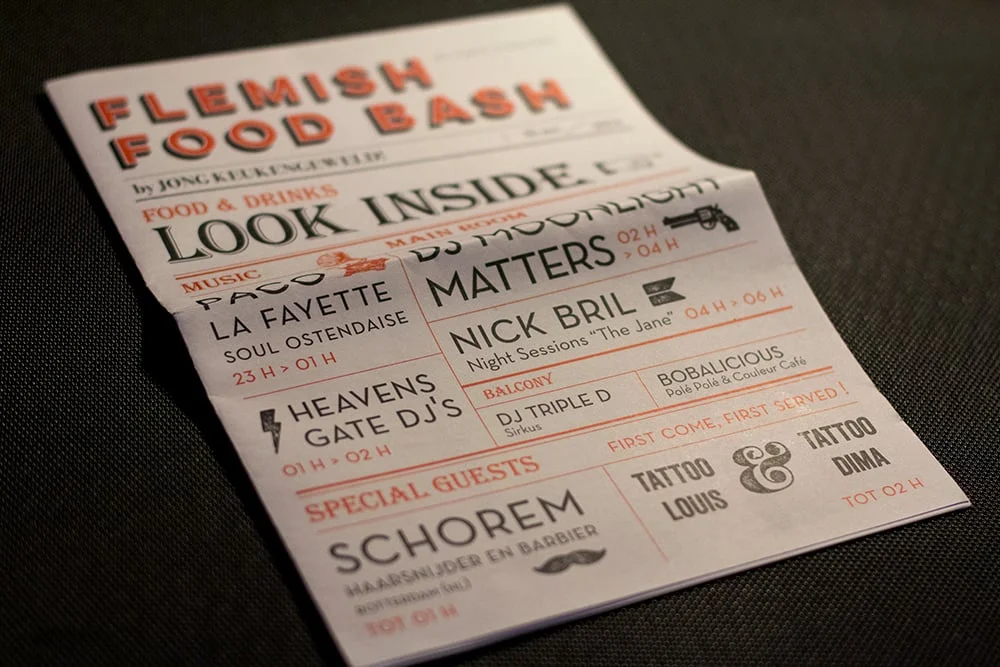 FLEMISH
FOOD BASH
by JONG KEUKENGEWELD!
FOOD & DRINKS
LOOK INSIDE
MUSIC
MAIN ROOM
PACO
LA FAYETTE
SOUL OSTENDAISE
23 H > 01 H
HEAVENS
GATE DJ'S
01 H > 02 H
DJ MOONLIGHT
MATTERS
02 H
> 04 H
NICK BRIL
Night Sessions "The Jane"
04 H > 06 H
BALCONY
DJ TRIPLE D
Sirkus
BOBALICIOUS
Polé Polé & Couleur Café
SPECIAL GUESTS
FIRST COME, FIRST SERVED !
SCHOREM
HAARSNIJDER EN BARBIER
ROTTERDAM (NL)
TOT 01 H
TATTOO
LOUIS
&
TATTOO
DIMA
TOT 02 H